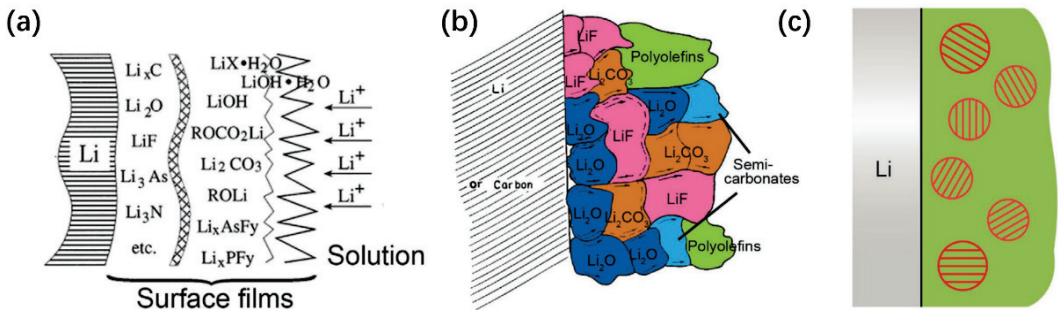 (a)
Li
LiₓC
Li₂O
LiF
Li₃As
Li₃N
etc.
LiX•H₂O
LiOH•H₂O
LiOH
ROCO₂Li
Li₂CO₃
ROLi
LiₓAsFy
LiₓPFy
Li⁺
Li⁺
Li⁺
Li⁺
Solution
Surface films
(b)
Li
or Carbon
LiF
Polyolefins
Li₂CO₃
LiF
Li₂O
Li₂O
LiF
Li₂O
Li₂CO₃
Semi-
carbonates
Li₂O
Li₂CO₃
LiF
Li₂O
Li₂O
Polyolefins
(c)
Li